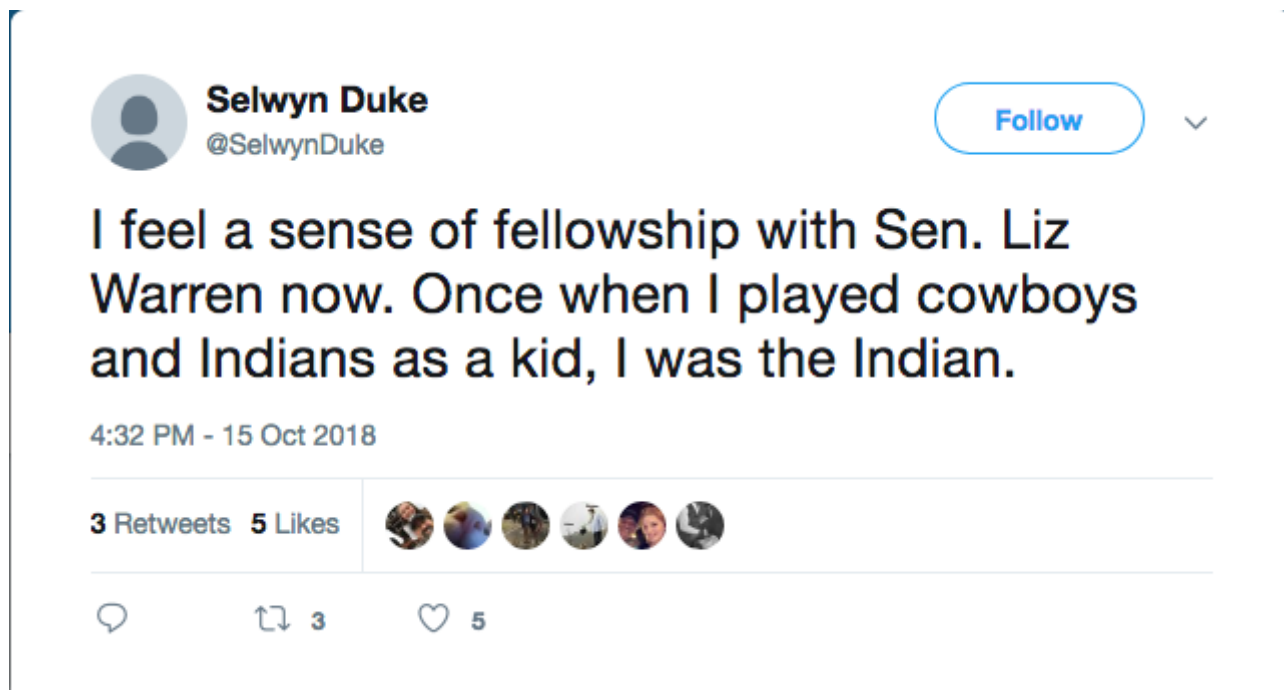 Selwyn Duke
@SelwynDuke
Follow
I feel a sense of fellowship with Sen. Liz
Warren now. Once when I played cowboys
and Indians as a kid, I was the Indian.
4:32 PM - 15 Oct 2018
3 Retweets 5 Likes
3 5